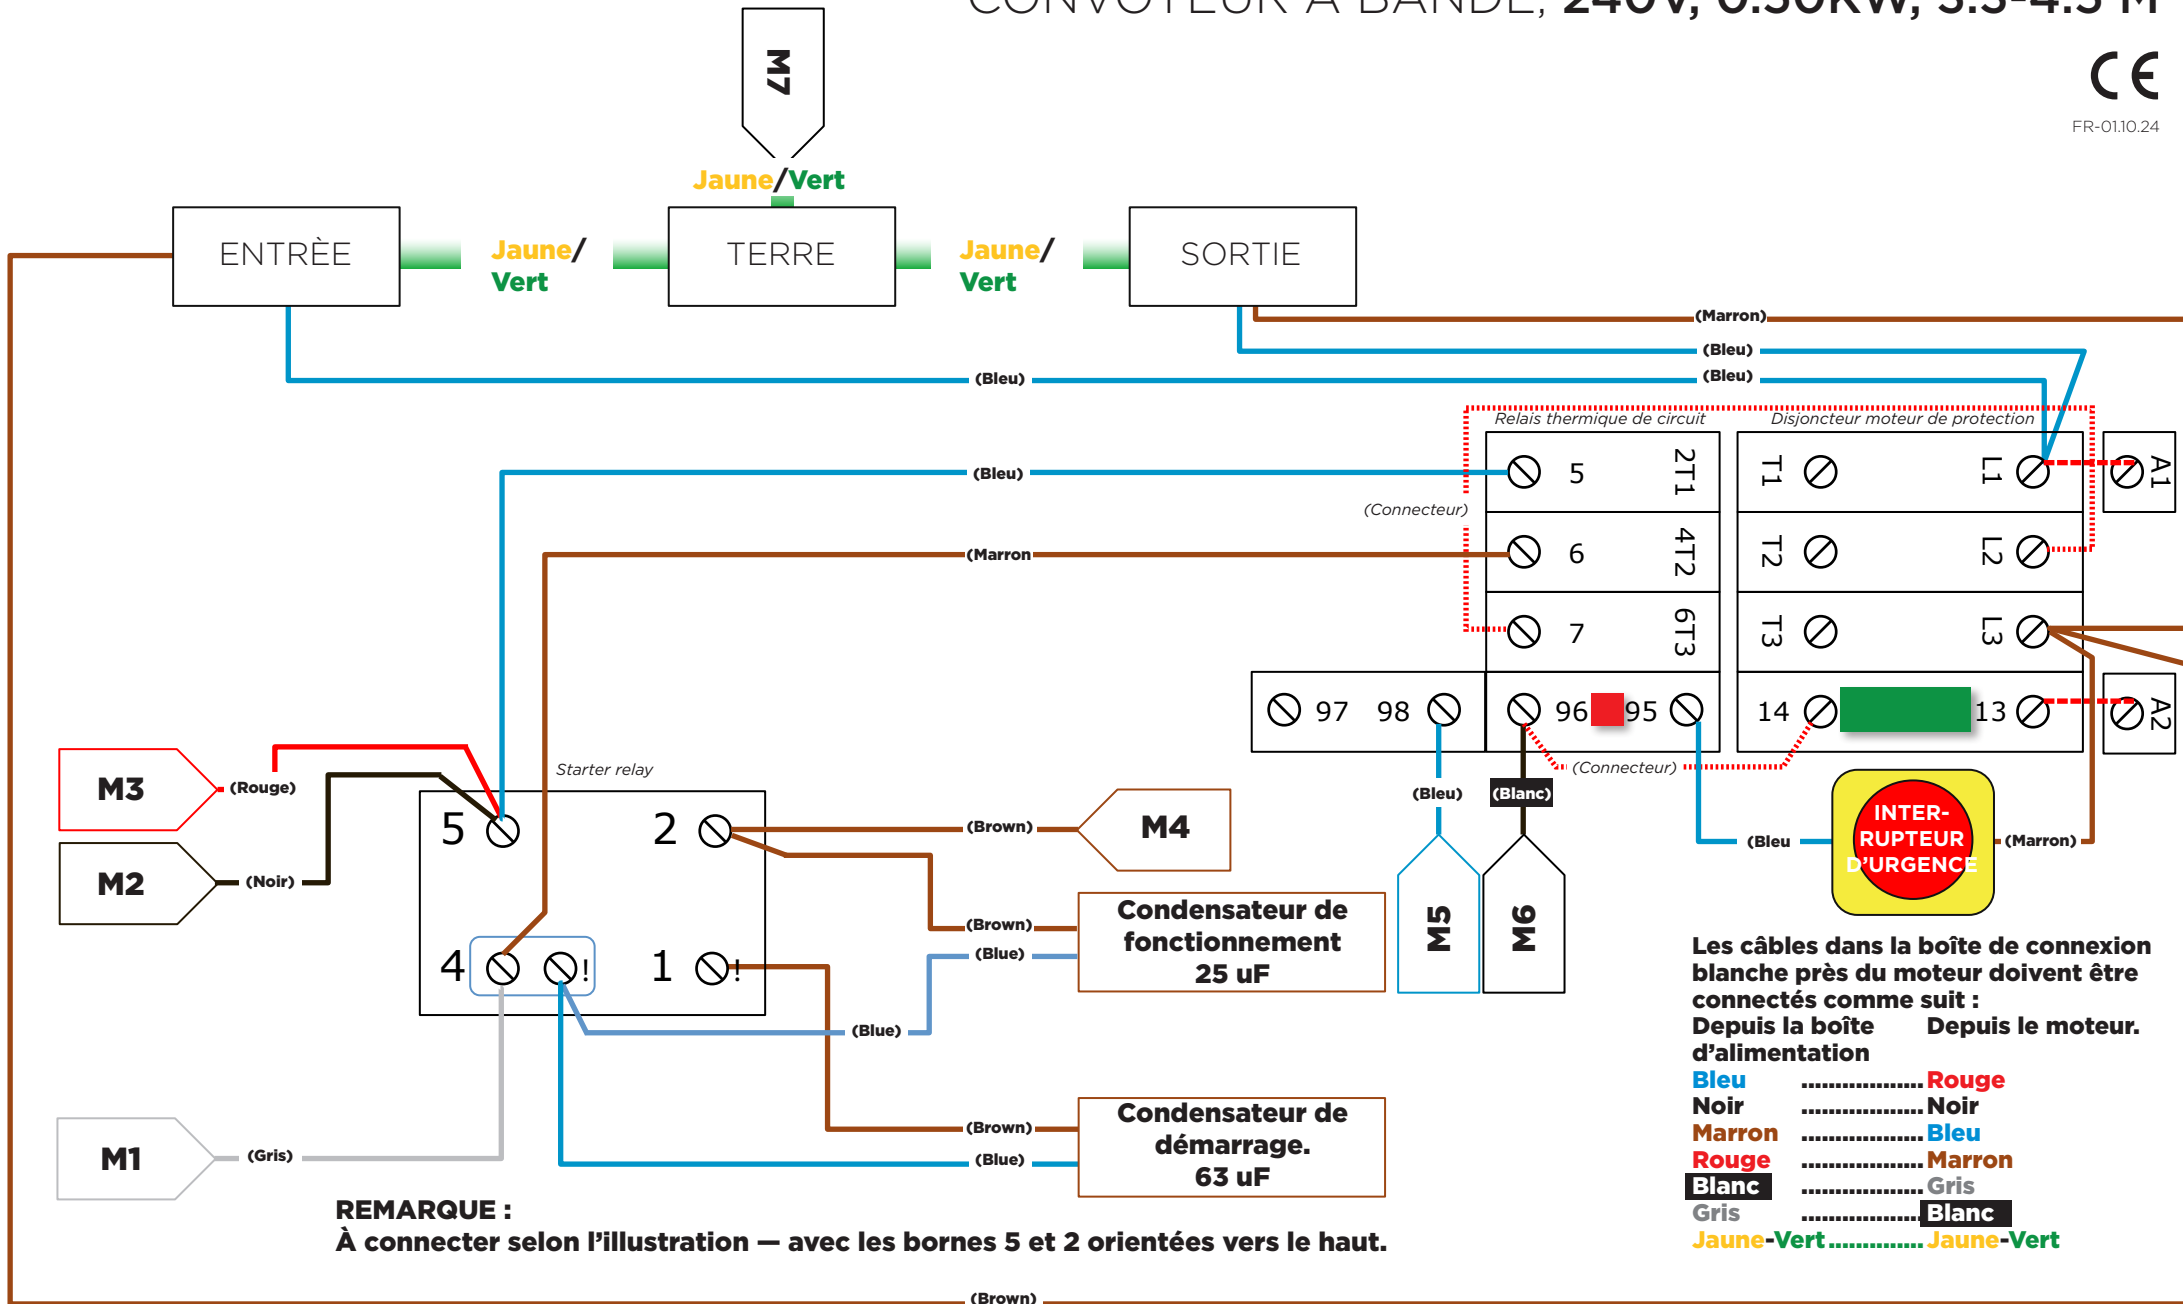 CONVOYEUR À BANDE, 240V, 0.50KW, 3.5-4.5 M
CE
FR-01.10.24
M7
Jaune/Vert
ENTRÈE
Jaune/
Vert
TERRE
Jaune/
Vert
SORTIE
(Marron)
(Bleu)
(Bleu)
(Bleu)
Relais thermique de circuit
Disjoncteur moteur de protection
(Bleu)
5 2T1
T1 L1
A1
(Connecteur)
(Marron
6 4T2
T2 L2
7 6T3
T3 L3
97 98
96 95
14 13
A2
(Connecteur)
M3
(Rouge)
Starter relay
M2
(Noir)
5
2
(Brown)
M4
(Bleu)
(Blanc)
(Bleu
INTER-
RUPTEUR
D'URGENCE
(Marron)
M5
M6
(Brown)
(Blue)
Condensateur de
fonctionnement
25 uF
4
!
1
!
(Blue)
M1
(Gris)
(Brown)
(Blue)
Condensateur de
démarrage.
63 uF
Les câbles dans la boîte de connexion
blanche près du moteur doivent être
connectés comme suit :
Depuis la boîte Depuis le moteur.
d'alimentation
Bleu .................. Rouge
Noir .................. Noir
Marron .................. Bleu
Rouge .................. Marron
Blanc .................. Gris
Gris .................. Blanc
Jaune-Vert .............. Jaune-Vert
REMARQUE :
À connecter selon l'illustration — avec les bornes 5 et 2 orientées vers le haut.
(Brown)